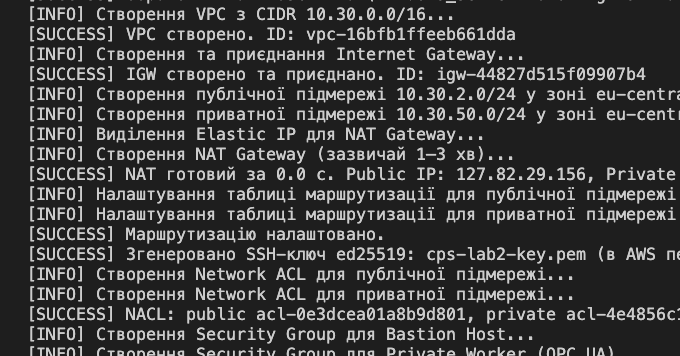 [INFO] Створення VPC з CIDR 10.30.0.0/16...
[SUCCESS] VPC створено. ID: vpc-16bfb1ffeeb661dda
[INFO] Створення та приєднання Internet Gateway...
[SUCCESS] IGW створено та приєднано. ID: igw-44827d515f09907b4
[INFO] Створення публічної підмережі 10.30.2.0/24 у зоні eu-centra
[INFO] Створення приватної підмережі 10.30.50.0/24 у зоні eu-centr
[INFO] Виділення Elastic IP для NAT Gateway...
[INFO] Створення NAT Gateway (зазвичай 1–3 хв)...
[SUCCESS] NAT готовий за 0.0 с. Public IP: 127.82.29.156, Private
[INFO] Налаштування таблиці маршрутизації для публічної підмережі
[INFO] Налаштування таблиці маршрутизації для приватної підмережі
[SUCCESS] Маршрутизацію налаштовано.
[SUCCESS] Згенеровано SSH-ключ ed25519: cps-lab2-key.pem (в AWS пе
[INFO] Створення Network ACL для публічної підмережі...
[INFO] Створення Network ACL для приватної підмережі...
[SUCCESS] NACL: public acl-0e3dcea01a8b9d801, private acl-4e4856c1
[INFO] Створення Security Group для Bastion Host...
[INFO] Створення Security Group для Private Worker (OPC UA)